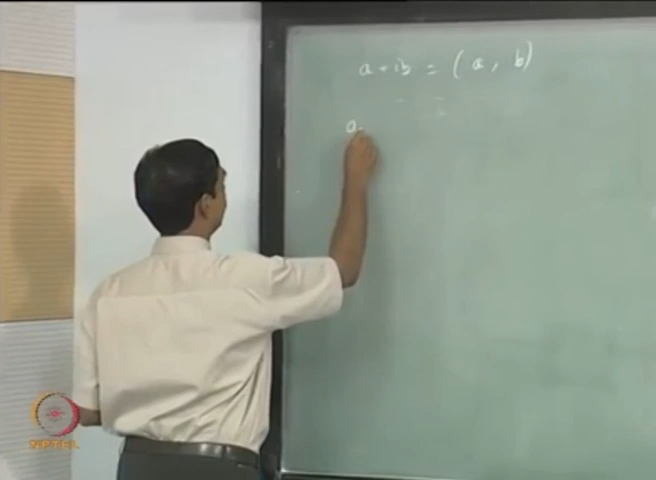 a + ib = (a, b)
a
NPTEL